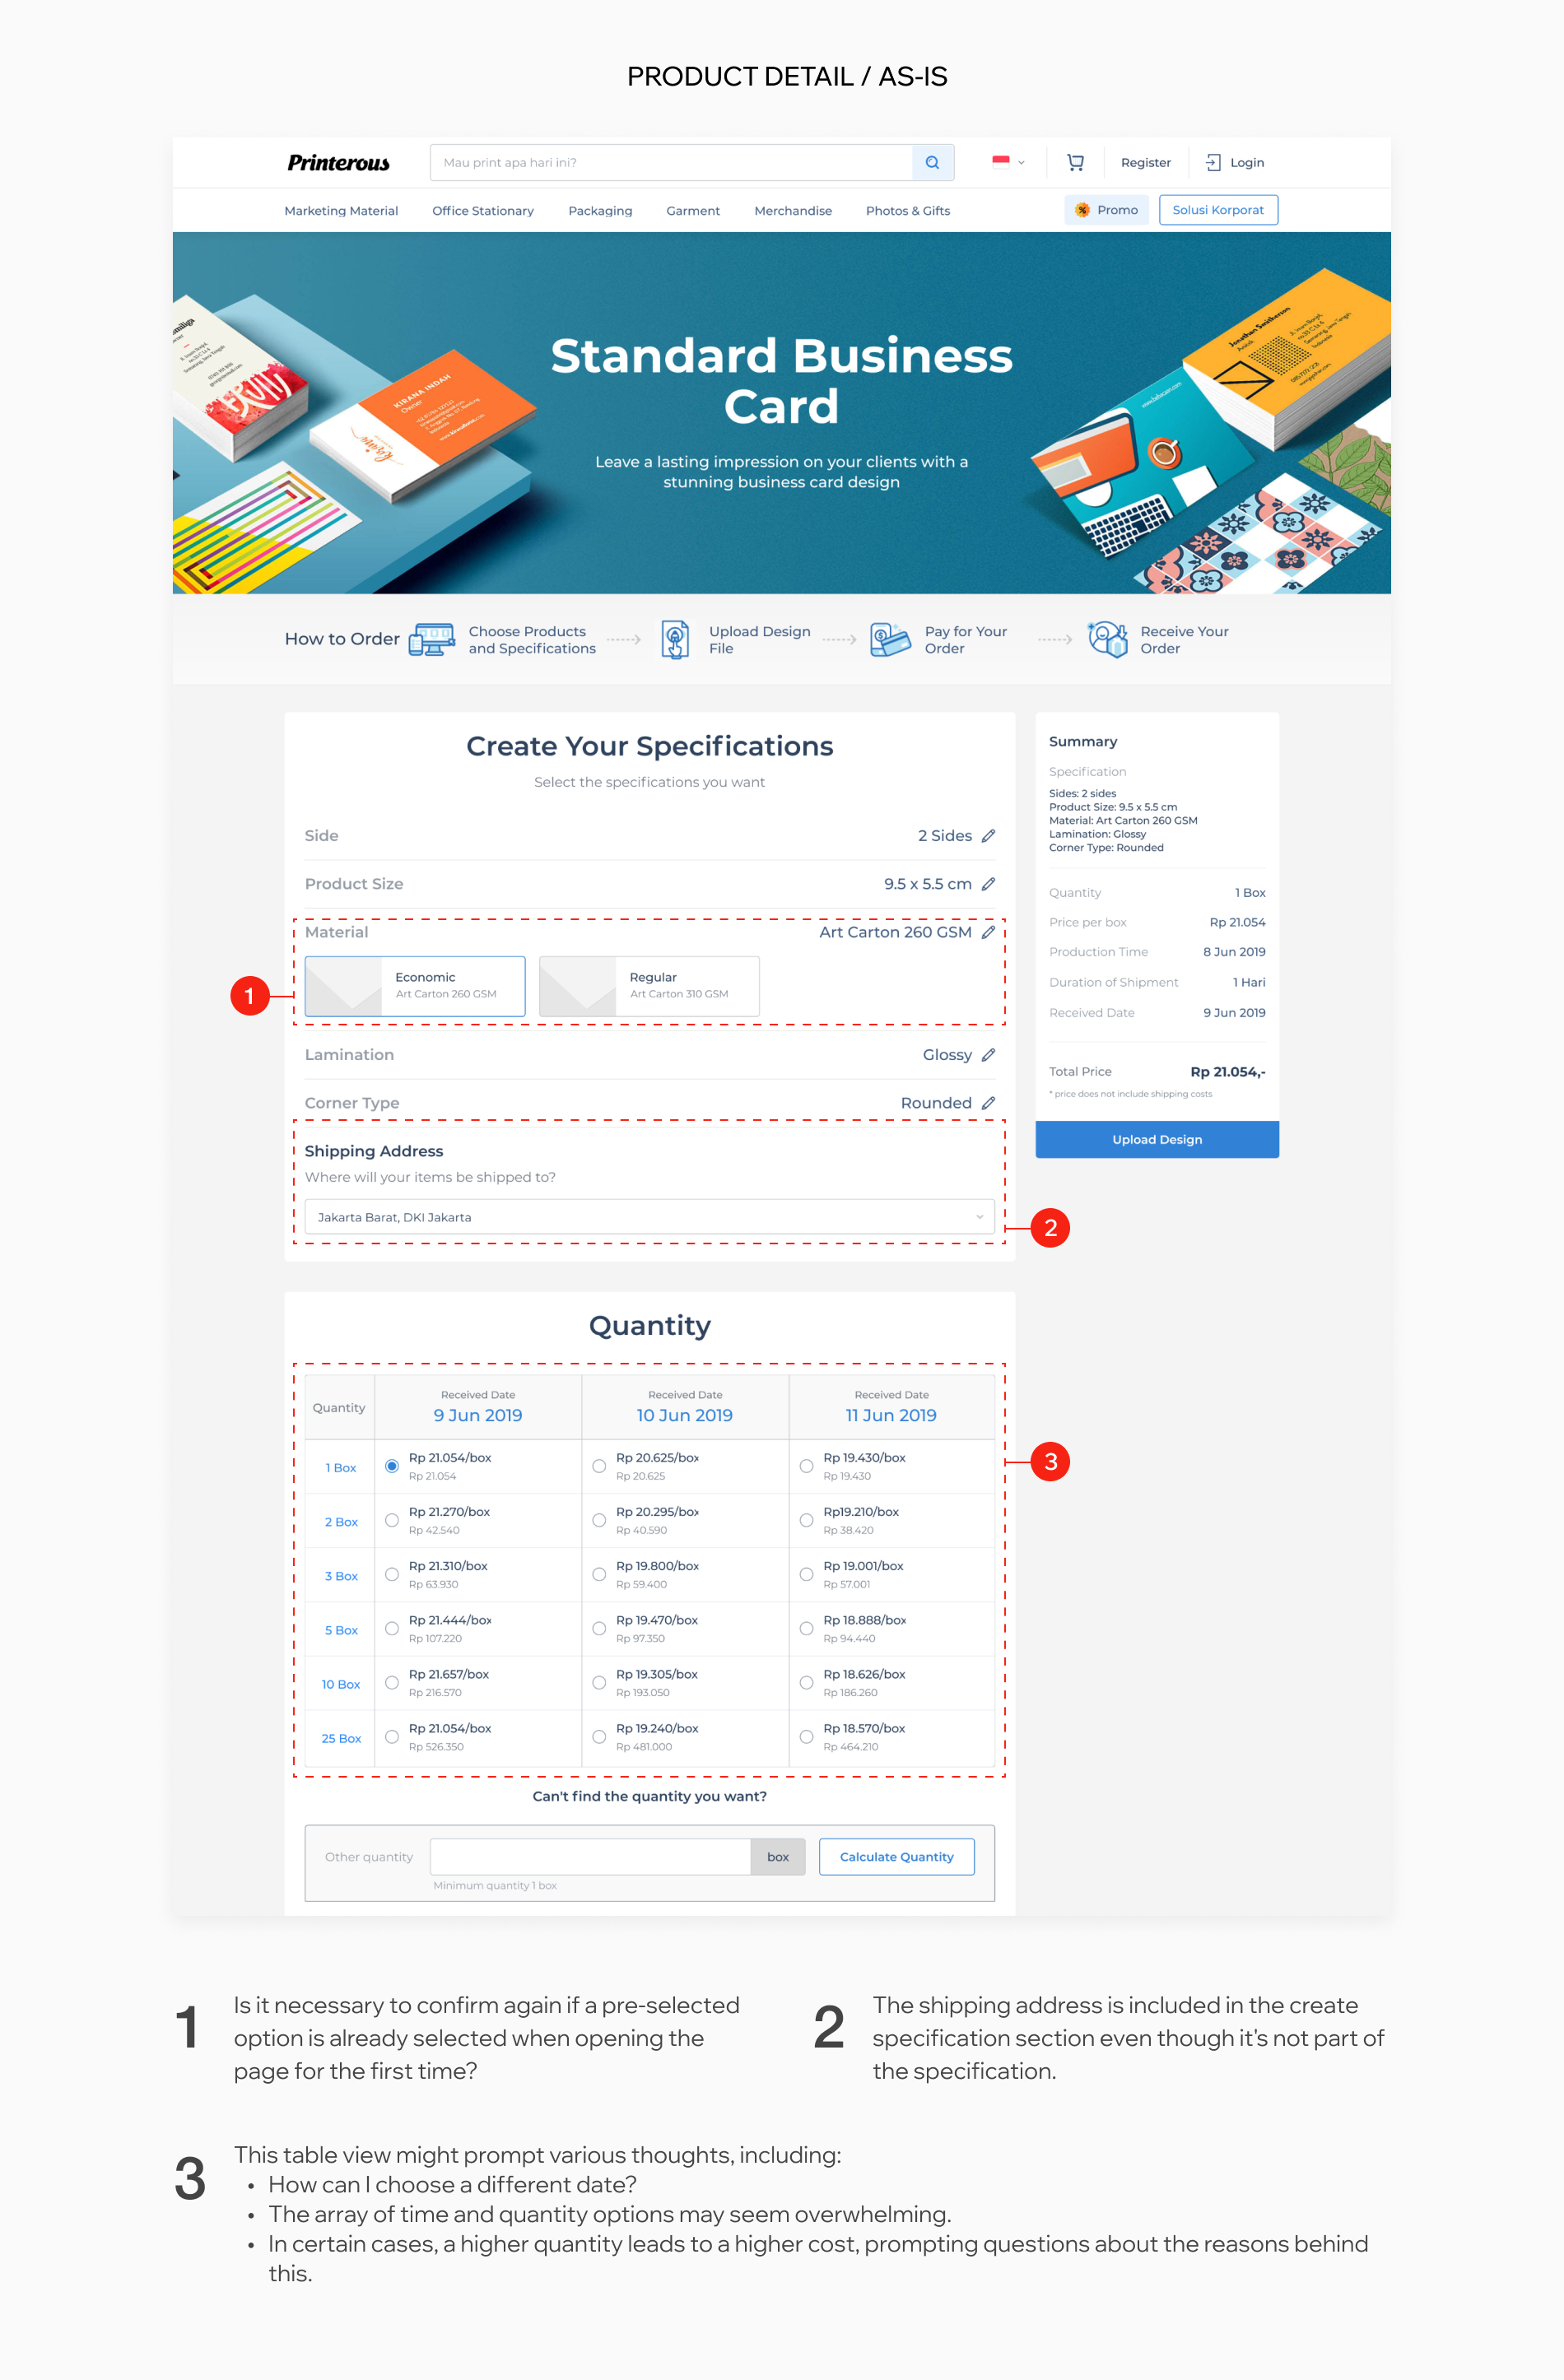 PRODUCT DETAIL / AS-IS
Printerous
Mau print apa hari ini?
Register
Login
Marketing Material
Office Stationary
Packaging
Garment
Merchandise
Photos & Gifts
Promo
Solusi Korporat
KIRANA INDAH
Owner
Jonathan Smitherson
Standard Business
Card
Leave a lasting impression on your clients with a
stunning business card design
How to Order
Choose Products
and Specifications
Upload Design
File
Pay for Your
Order
Receive Your
Order
Create Your Specifications
Select the specifications you want
Side
2 Sides
Product Size
9.5 x 5.5 cm
Material
Art Carton 260 GSM
Economic
Art Carton 260 GSM
Regular
Art Carton 310 GSM
1
Lamination
Glossy
Corner Type
Rounded
Shipping Address
Where will your items be shipped to?
Jakarta Barat, DKI Jakarta
2
Summary
Specification
Sides: 2 sides
Product Size: 9.5 x 5.5 cm
Material: Art Carton 260 GSM
Lamination: Glossy
Corner Type: Rounded
Quantity
1 Box
Price per box
Rp 21.054
Production Time
8 Jun 2019
Duration of Shipment
1 Hari
Received Date
9 Jun 2019
Total Price
Rp 21.054,-
* price does not include shipping costs
Upload Design
Quantity
Quantity
Received Date
9 Jun 2019
Received Date
10 Jun 2019
Received Date
11 Jun 2019
3
1 Box
Rp 21.054/box
Rp 21.054
Rp 20.625/box
Rp 20.625
Rp 19.430/box
Rp 19.430
2 Box
Rp 21.270/box
Rp 42.540
Rp 20.295/box
Rp 40.590
Rp19.210/box
Rp 38.420
3 Box
Rp 21.310/box
Rp 63.930
Rp 19.800/box
Rp 59.400
Rp 19.001/box
Rp 57.001
5 Box
Rp 21.444/box
Rp 107.220
Rp 19.470/box
Rp 97.350
Rp 18.888/box
Rp 94.440
10 Box
Rp 21.657/box
Rp 216.570
Rp 19.305/box
Rp 193.050
Rp 18.626/box
Rp 186.260
25 Box
Rp 21.054/box
Rp 526.350
Rp 19.240/box
Rp 481.000
Rp 18.570/box
Rp 464.210
Can't find the quantity you want?
Other quantity
box
Calculate Quantity
Minimum quantity 1 box
1
Is it necessary to confirm again if a pre-selected
option is already selected when opening the
page for the first time?
2
The shipping address is included in the create
specification section even though it's not part of
the specification.
3
This table view might prompt various thoughts, including:
• How can I choose a different date?
• The array of time and quantity options may seem overwhelming.
• In certain cases, a higher quantity leads to a higher cost, prompting questions about the reasons behind
this.